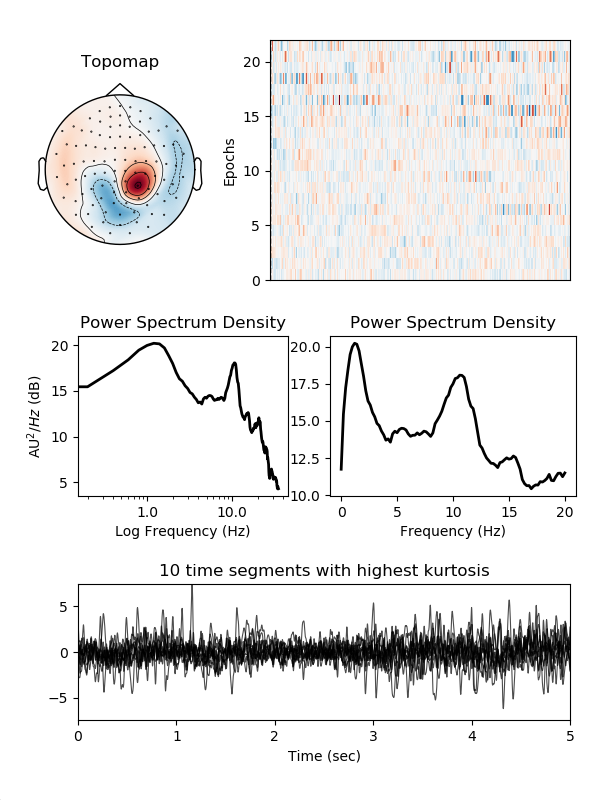 Topomap
Epochs
20
15
10
5
0
Power Spectrum Density
AU²/Hz (dB)
20
15
10
5
1.0 10.0
Log Frequency (Hz)
Power Spectrum Density
20.0
17.5
15.0
12.5
10.0
0 5 10 15 20
Frequency (Hz)
10 time segments with highest kurtosis
5
0
−5
0 1 2 3 4 5
Time (sec)